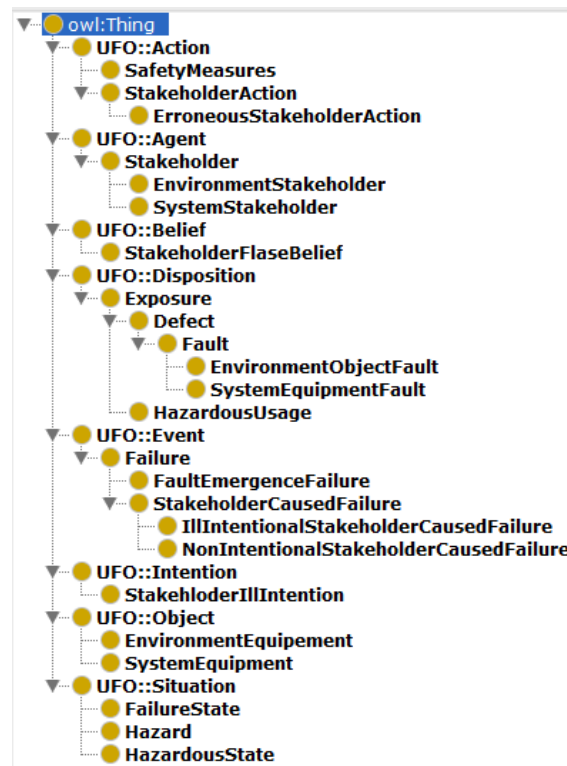 owl:Thing
UFO::Action
SafetyMeasures
StakeholderAction
ErroneousStakeholderAction
UFO::Agent
Stakeholder
EnvironmentStakeholder
SystemStakeholder
UFO::Belief
StakeholderFlaseBelief
UFO::Disposition
Exposure
Defect
Fault
EnvironmentObjectFault
SystemEquipmentFault
HazardousUsage
UFO::Event
Failure
FaultEmergenceFailure
StakeholderCausedFailure
IllIntentionalStakeholderCausedFailure
NonIntentionalStakeholderCausedFailure
UFO::Intention
StakehloderIllIntention
UFO::Object
EnvironmentEquipement
SystemEquipment
UFO::Situation
FailureState
Hazard
HazardousState